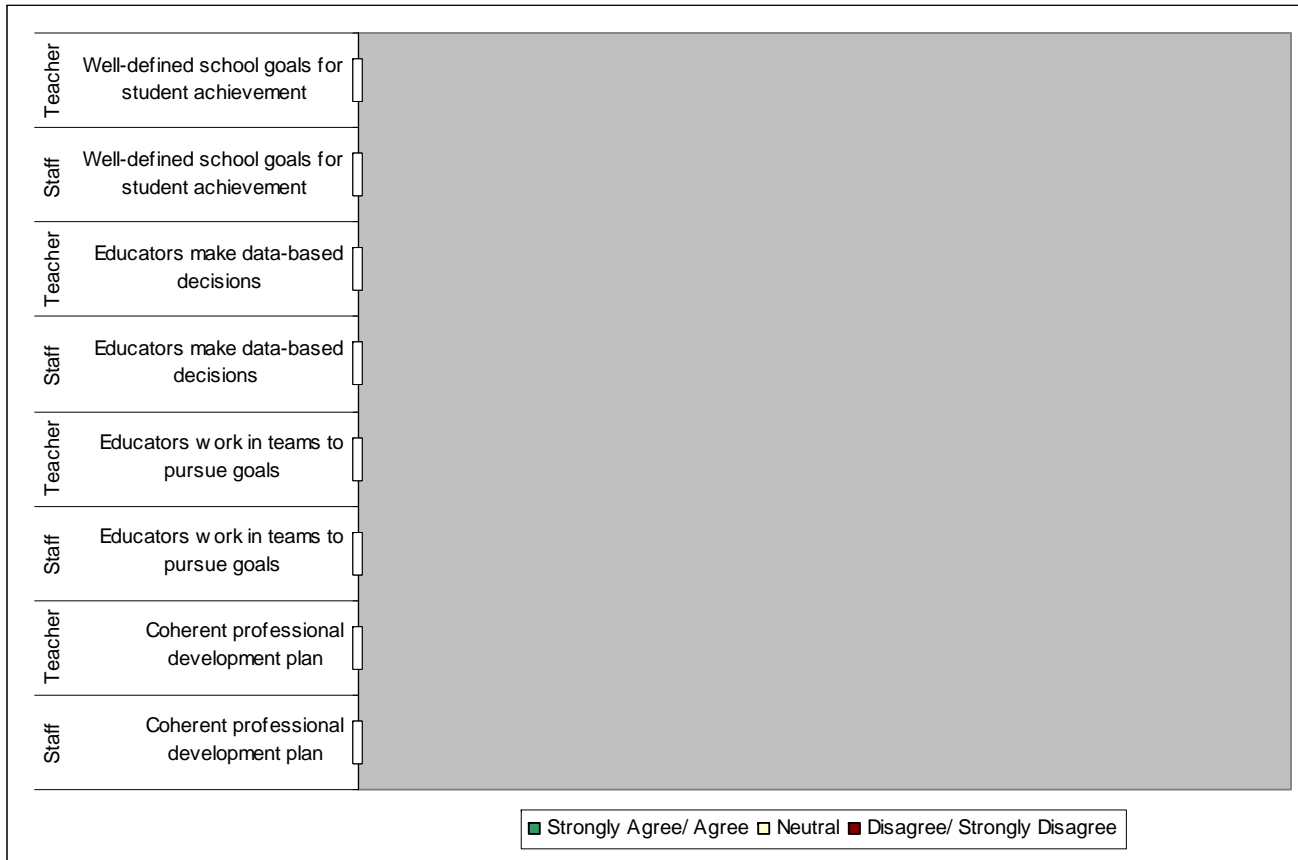 Teacher
Well-defined school goals for
student achievement
Staff
Well-defined school goals for
student achievement
Teacher
Educators make data-based
decisions
Staff
Educators make data-based
decisions
Teacher
Educators work in teams to
pursue goals
Staff
Educators work in teams to
pursue goals
Teacher
Coherent professional
development plan
Staff
Coherent professional
development plan
Strongly Agree/ Agree Neutral Disagree/ Strongly Disagree